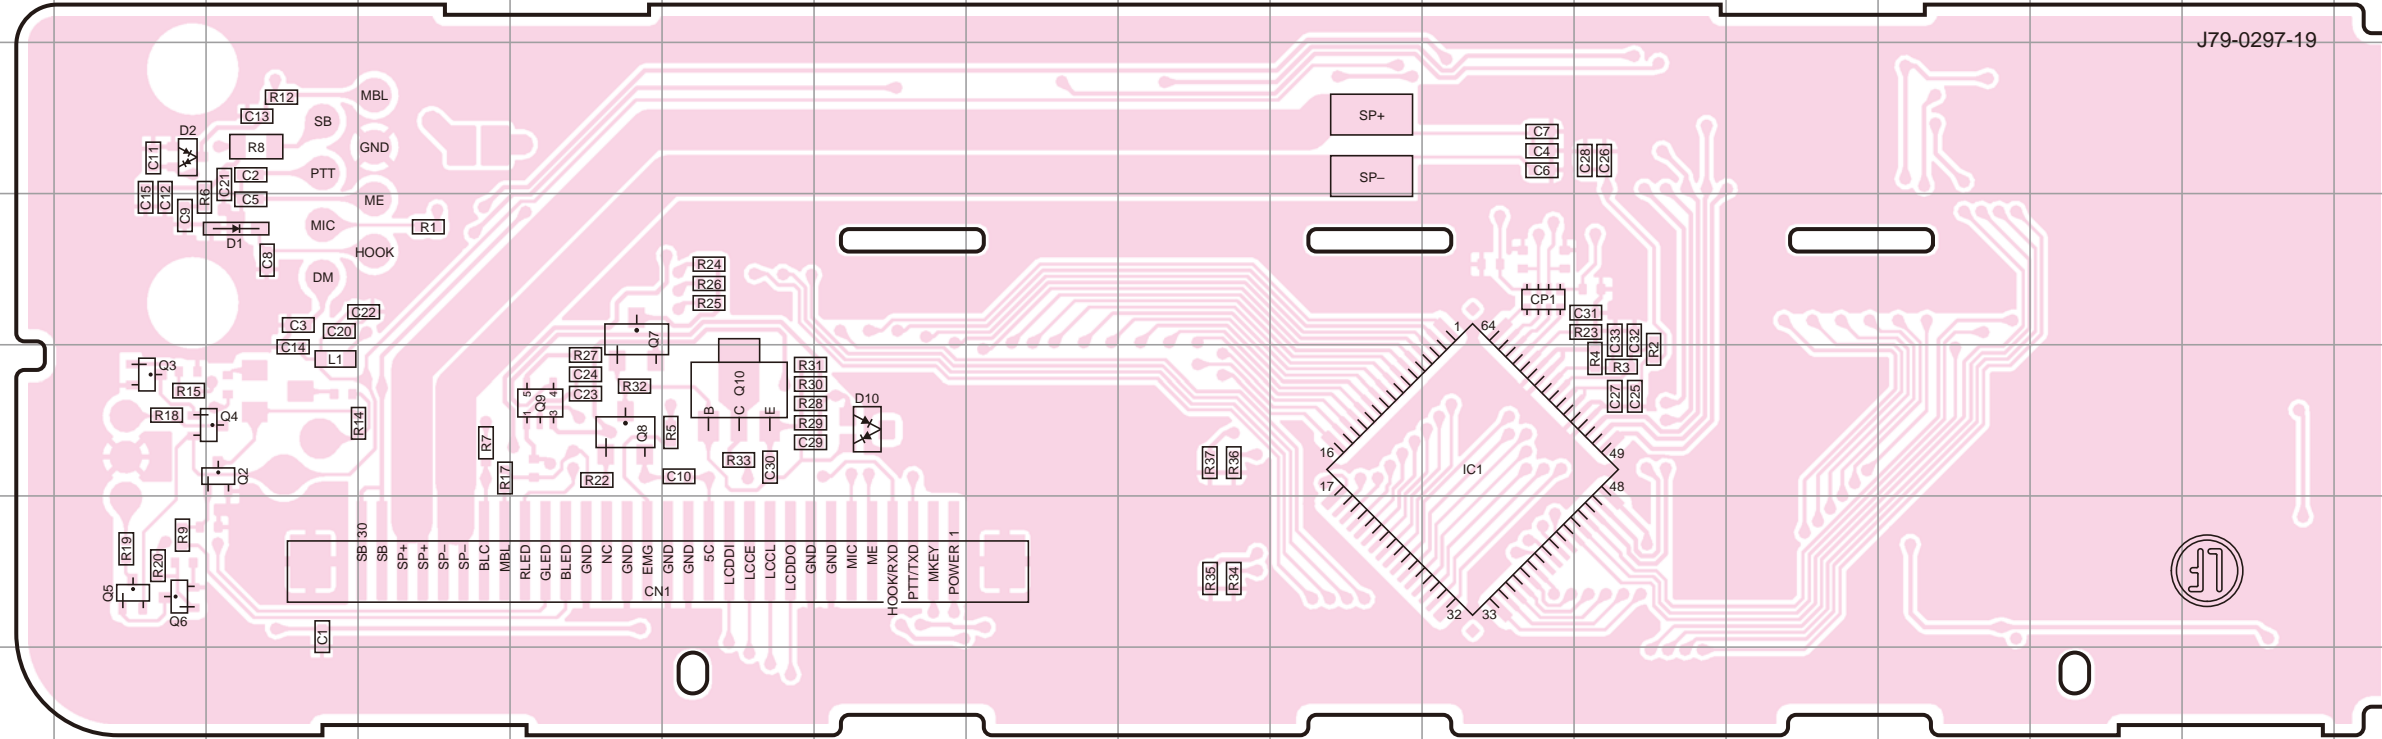 J79-0297-19
R12
MBL
C13
SB
SP+
D2
C7
R8
GND
C11
C4
C28
C26
C6
C2
PTT
SP–
C21
C15
C12
R6
C5
ME
C9
MIC
R1
D1
HOOK
C8
R24
DM
R26
R25
CP1
C22
C31
C3
C20
1
64
R23
C33
C32
R2
Q7
C14
L1
R27
R4
Q3
R31
R3
C24
Q10
R15
R32
R30
C23
C27
C25
5
4
Q9
1
3
D10
R28
R18
Q4
R14
B
C
E
R29
R5
Q8
R7
C29
16
49
R33
C30
R37
R36
IC1
Q2
R17
R22
C10
17
48
R9
R19
R20
SB 30
SB
SP+
SP+
SP–
SP–
BLC
MBL
RLED
GLED
BLED
GND
NC
GND
EMG
GND
GND
5C
LCDDI
LCCE
LCCL
LCDDO
GND
GND
MIC
ME
HOOK/RXD
PTT/TXD
MKEY
POWER 1
R35
R34
CN1
Q5
Q6
32
33
C1